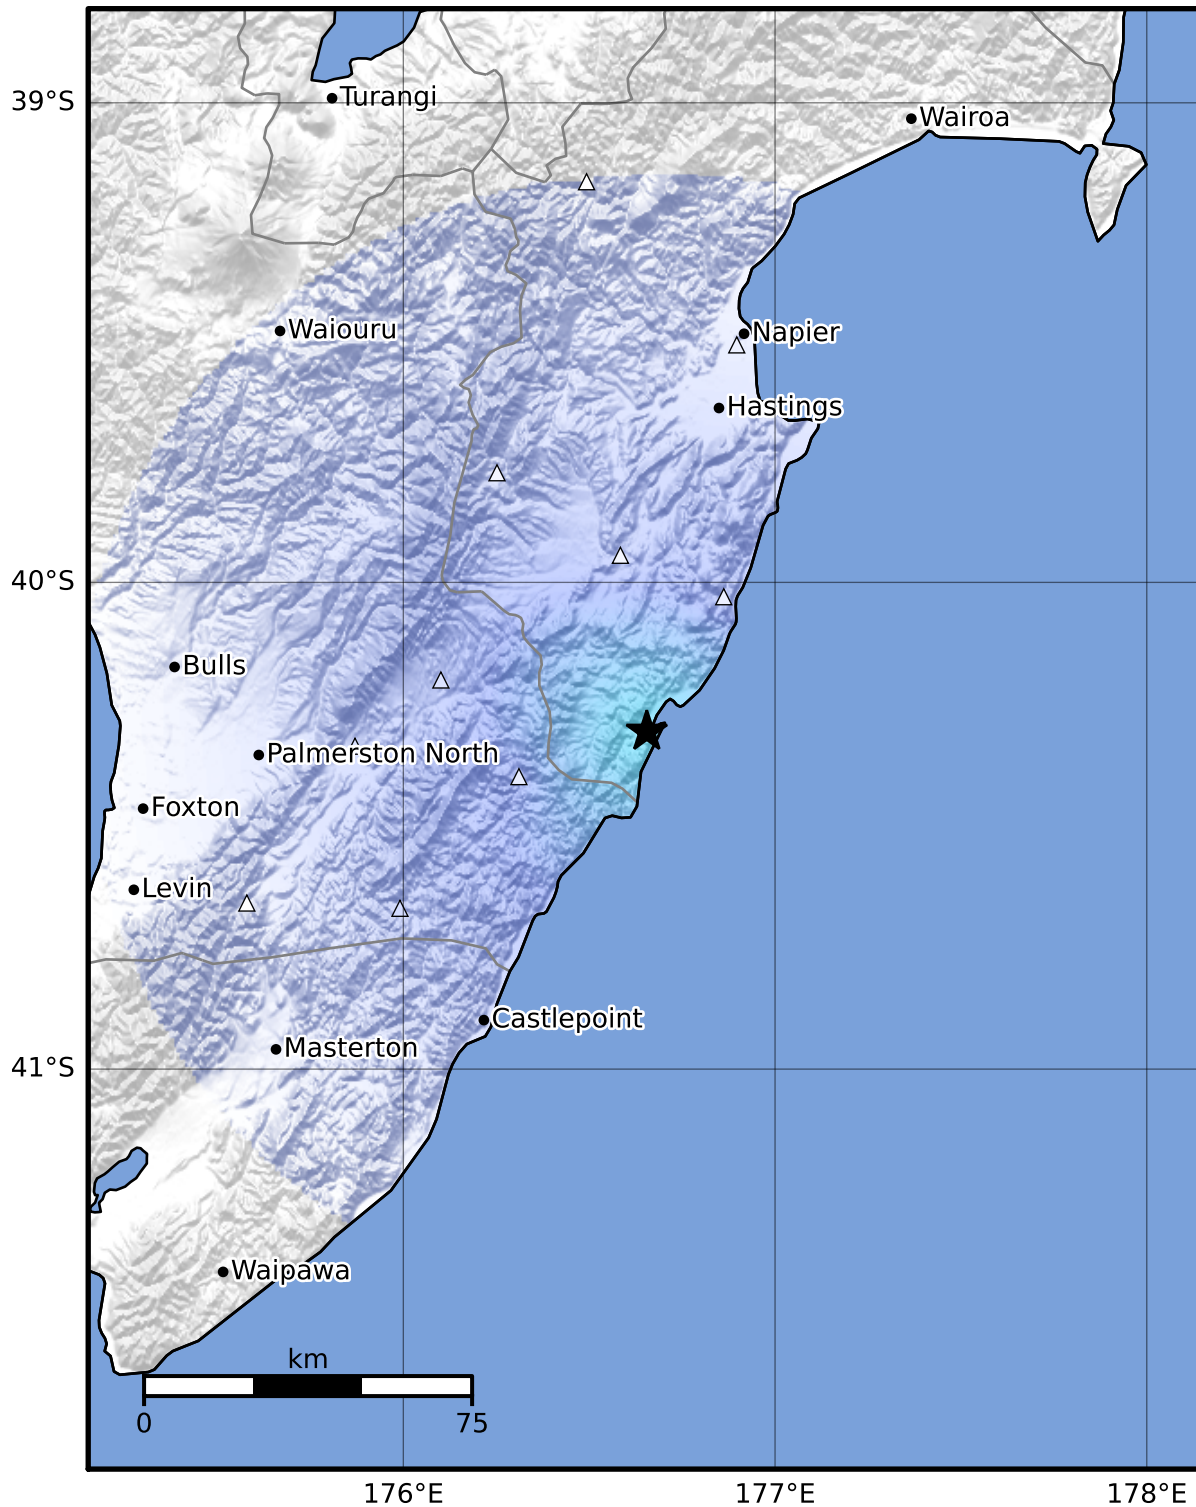 39°S
Turangi
Wairoa
Waiouru
Napier
Hastings
40°S
Bulls
Palmerston North
Foxton
Levin
Castlepoint
Masterton
41°S
Waipawa
km
0 75
176°E 177°E 178°E